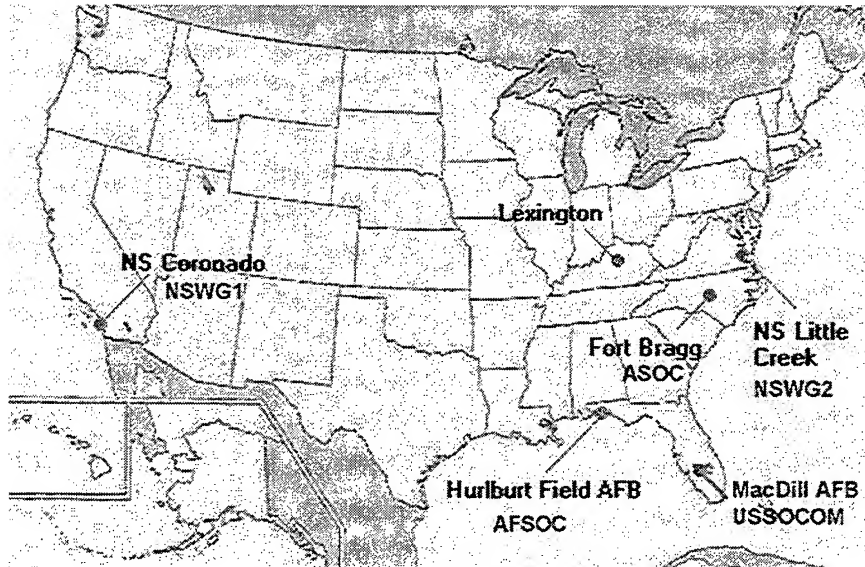 Lexington
NS Coronado
NSWG1
Fort Bragg
ASOC
NS Little
Creek
NSWG2
Hurlburt Field AFB
AFSOC
MacDill AFB
USSOCOM